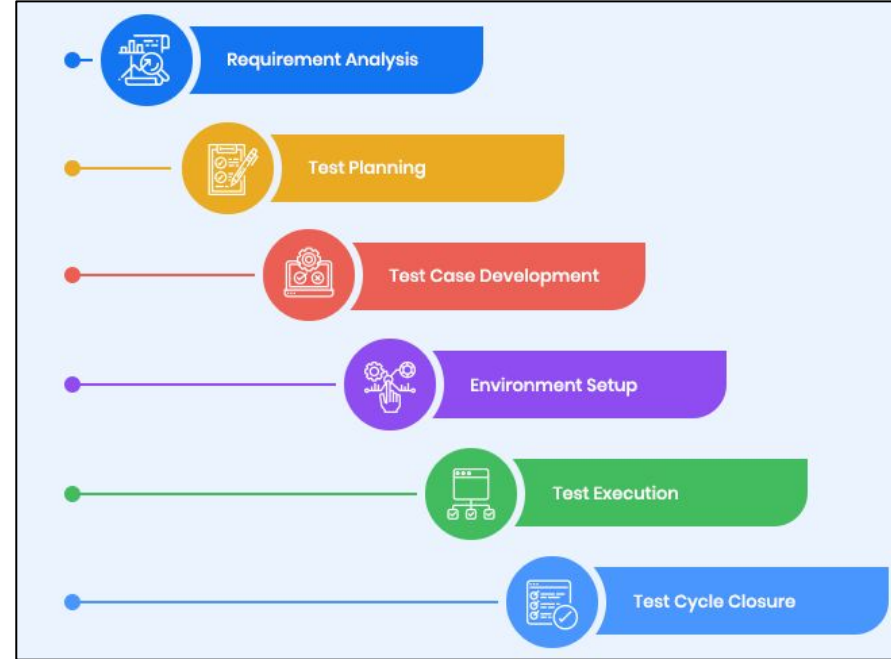 Requirement Analysis
Test Planning
Test Case Development
Environment Setup
Test Execution
Test Cycle Closure